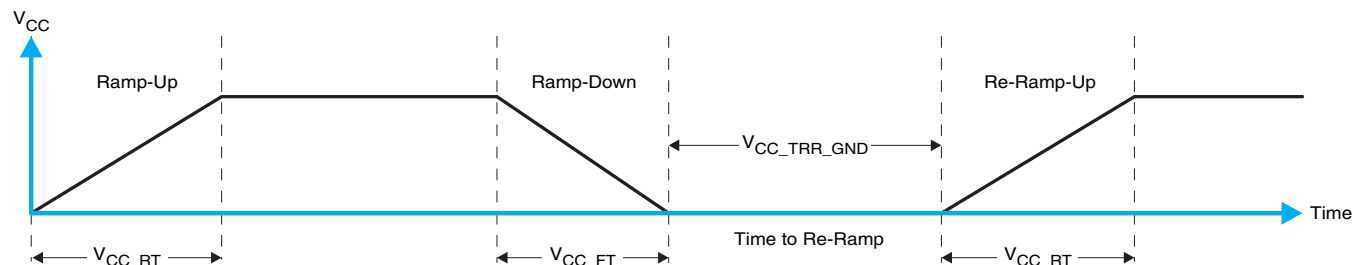 VCC
Ramp-Up
Ramp-Down
Re-Ramp-Up
VCC_TRR_GND
Time
Time to Re-Ramp
VCC_RT
VCC_FT
VCC_RT